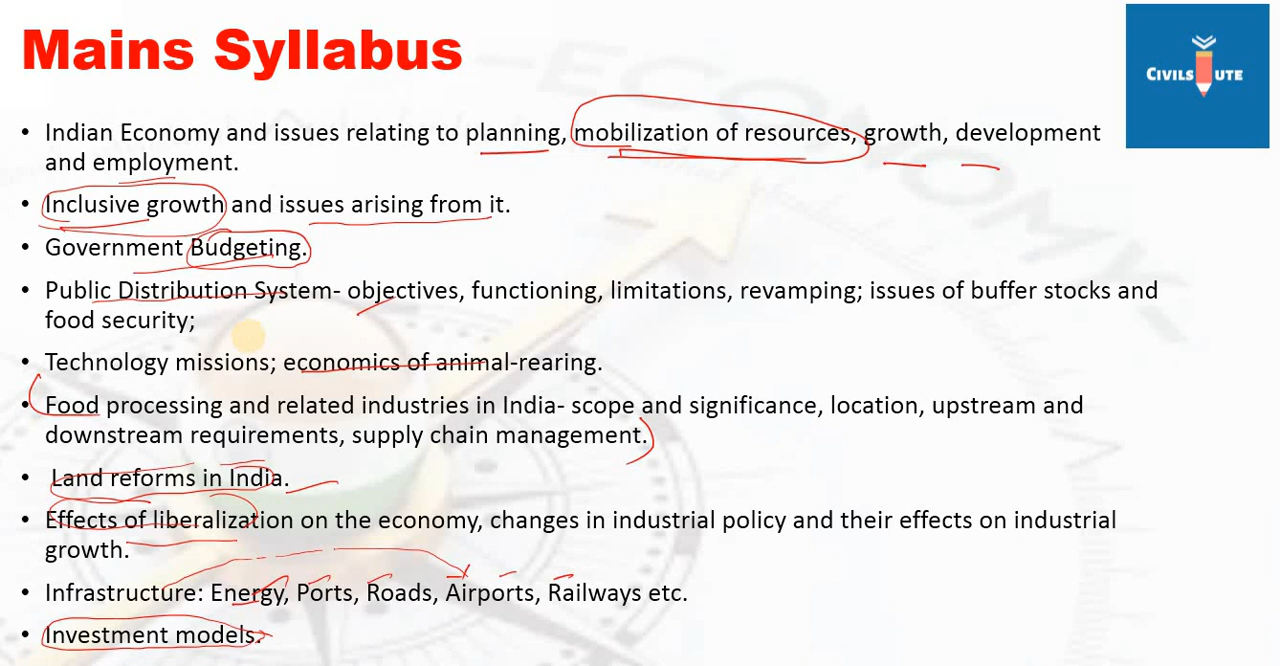 Mains Syllabus
CIVILS UTE
• Indian Economy and issues relating to planning, mobilization of resources, growth, development
and employment.
• Inclusive growth and issues arising from it.
• Government Budgeting.
• Public Distribution System- objectives, functioning, limitations, revamping; issues of buffer stocks and
food security;
• Technology missions; economics of animal-rearing.
• Food processing and related industries in India- scope and significance, location, upstream and
downstream requirements, supply chain management.
• Land reforms in India.
• Effects of liberalization on the economy, changes in industrial policy and their effects on industrial
growth.
• Infrastructure: Energy, Ports, Roads, Airports, Railways etc.
• Investment models.
ECONOMY